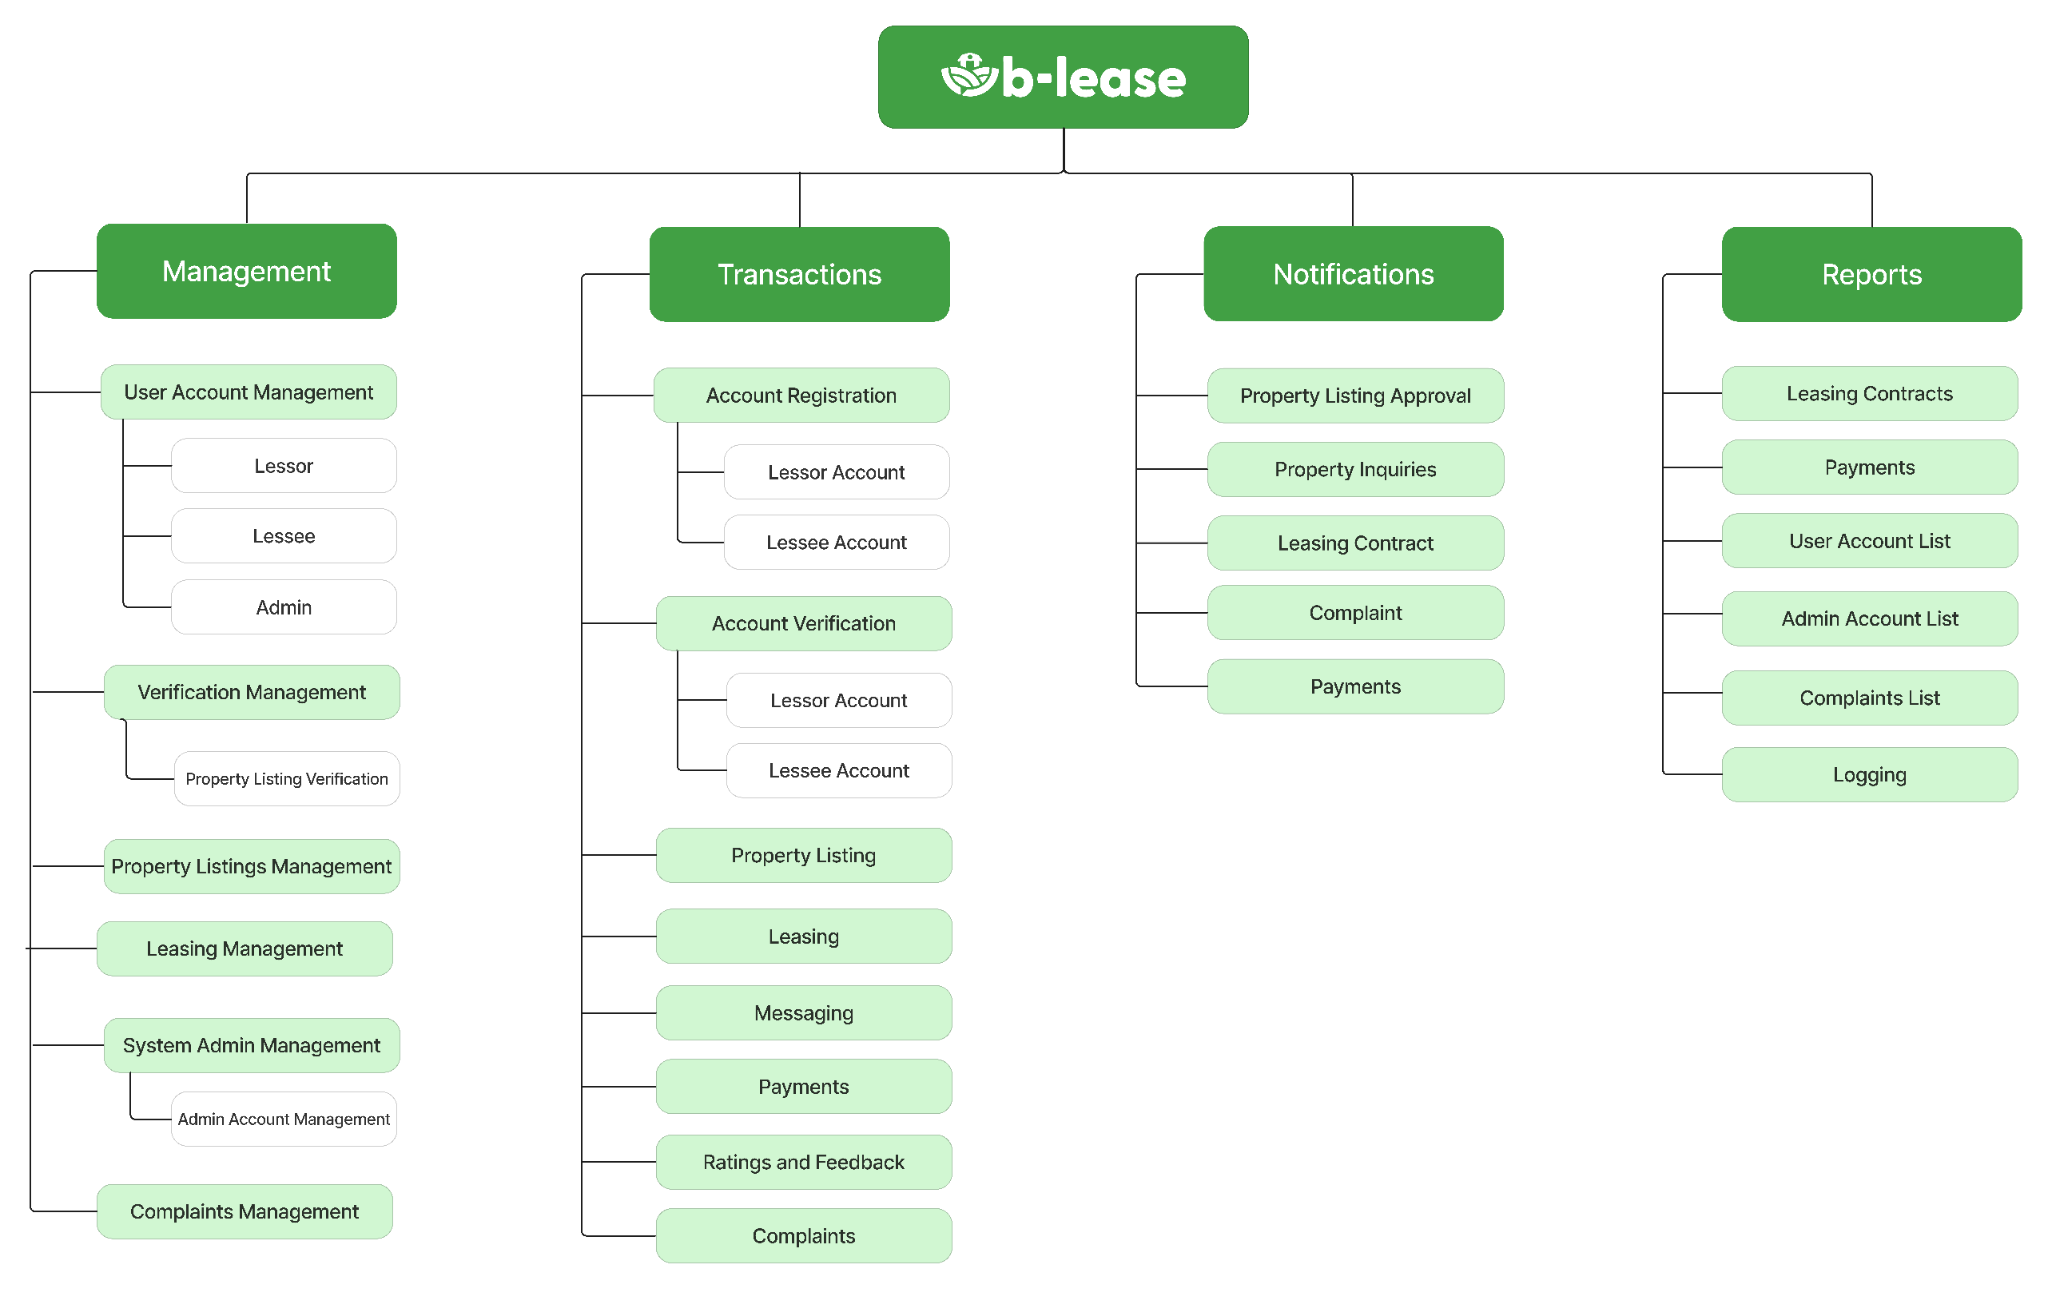 b-lease
Management
User Account Management
Lessor
Lessee
Admin
Verification Management
Property Listing Verification
Property Listings Management
Leasing Management
System Admin Management
Admin Account Management
Complaints Management
Transactions
Account Registration
Lessor Account
Lessee Account
Account Verification
Lessor Account
Lessee Account
Property Listing
Leasing
Messaging
Payments
Ratings and Feedback
Complaints
Notifications
Property Listing Approval
Property Inquiries
Leasing Contract
Complaint
Payments
Reports
Leasing Contracts
Payments
User Account List
Admin Account List
Complaints List
Logging